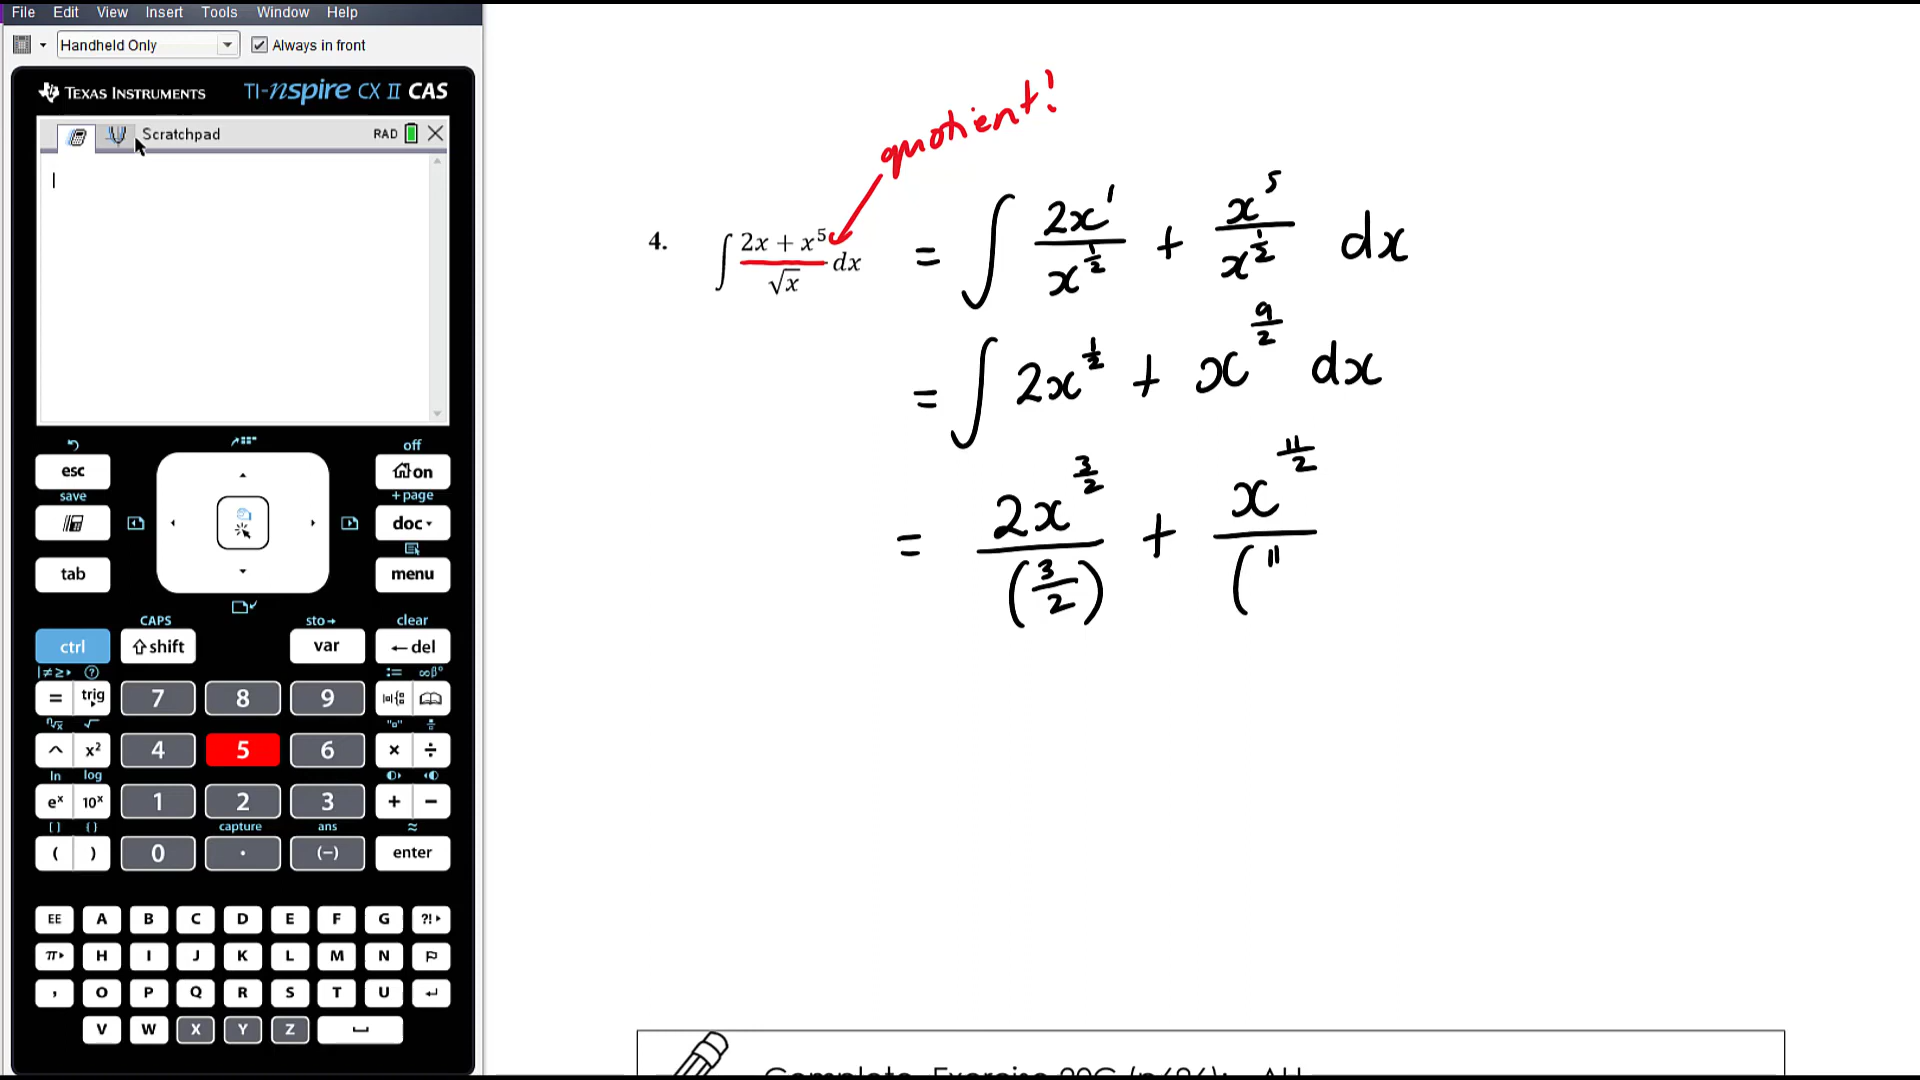 File Edit View Insert Tools Window Help
Handheld Only Always in front
TEXAS INSTRUMENTS TI-nspire CX II CAS
Scratchpad RAD
off
esc on
save + page
doc
tab menu
CAPS sto→ clear
ctrl shift var ←del
|≠≥▸ ? := ∞β°
= trig 7 8 9 |□|{
ⁿ√x √ "□"
^ x² 4 5 6 × ÷
ln log
eˣ 10ˣ 1 2 3 + −
[ ] { } capture ans ≈
( ) 0 . (−) enter
EE A B C D E F G ?!▸
π▸ H I J K L M N
, O P Q R S T U ↵
V W X Y Z
quotient!
4. ∫ (2x + x⁵)/√x dx = ∫ 2x¹/x^(1/2) + x⁵/x^(1/2) dx
= ∫ 2x^(1/2) + x^(9/2) dx
= 2x^(3/2)/(3/2) + x^(11/2)/(11